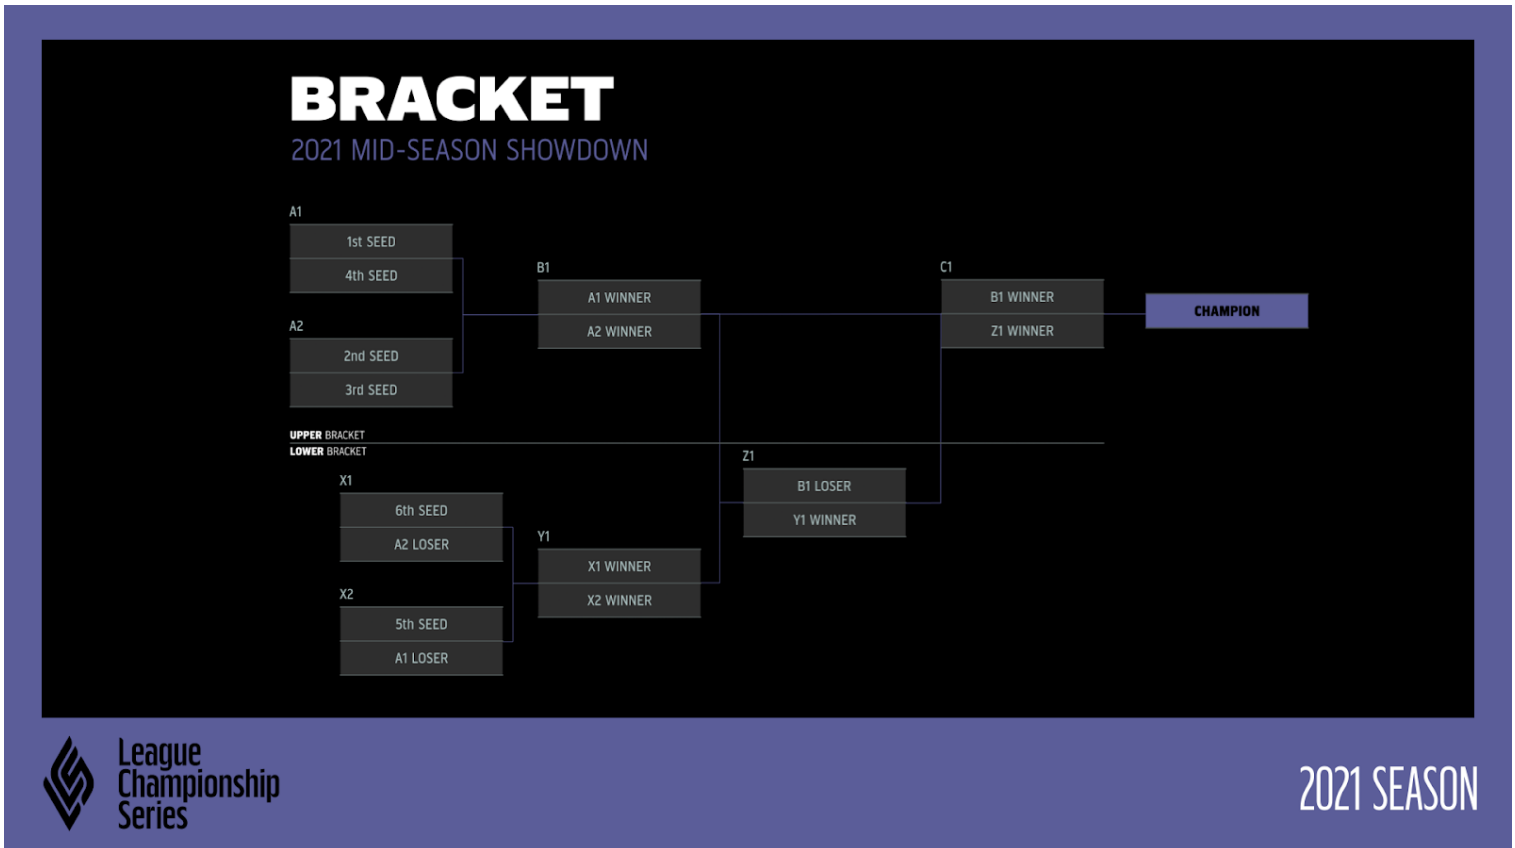 BRACKET
2021 MID-SEASON SHOWDOWN
A1
1st SEED
4th SEED
A2
2nd SEED
3rd SEED
B1
A1 WINNER
A2 WINNER
C1
B1 WINNER
Z1 WINNER
CHAMPION
UPPER BRACKET
LOWER BRACKET
X1
6th SEED
A2 LOSER
X2
5th SEED
A1 LOSER
Y1
X1 WINNER
X2 WINNER
Z1
B1 LOSER
Y1 WINNER
League
Championship
Series
2021 SEASON